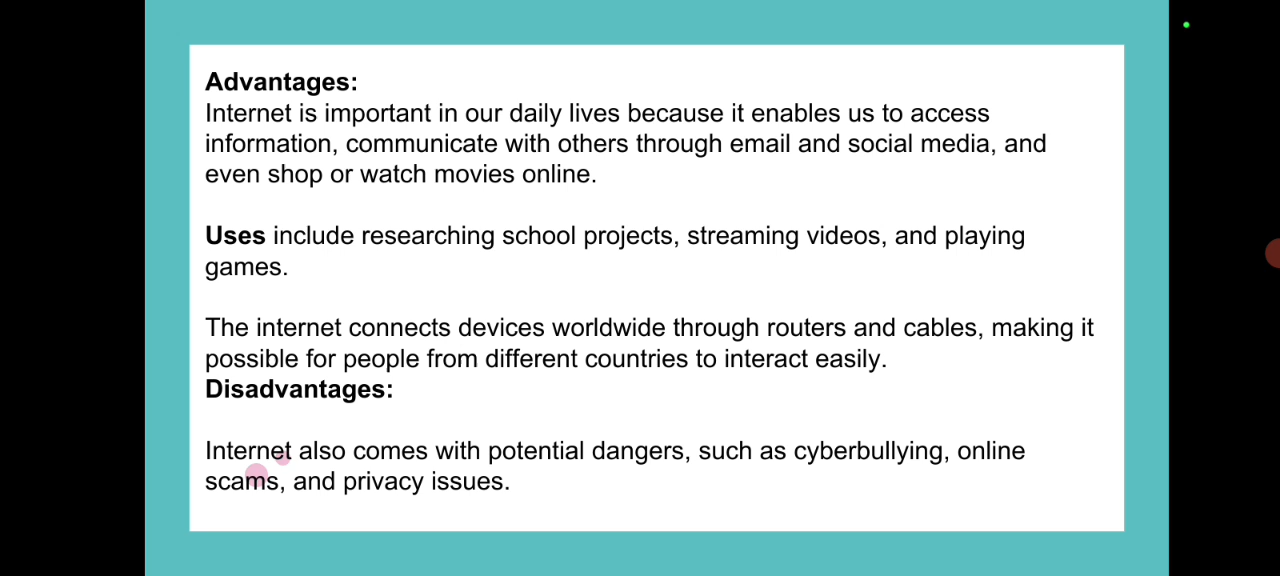 Advantages:
Internet is important in our daily lives because it enables us to access
information, communicate with others through email and social media, and
even shop or watch movies online.
Uses include researching school projects, streaming videos, and playing
games.
The internet connects devices worldwide through routers and cables, making it
possible for people from different countries to interact easily.
Disadvantages:
Internet also comes with potential dangers, such as cyberbullying, online
scams, and privacy issues.